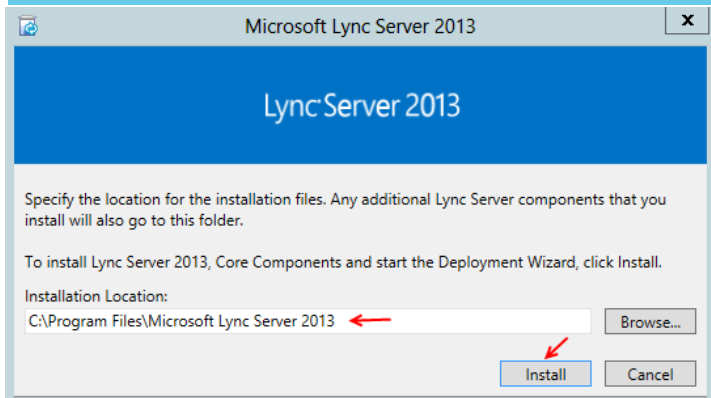 Microsoft Lync Server 2013
x
Lync Server 2013
Specify the location for the installation files. Any additional Lync Server components that you
install will also go to this folder.
To install Lync Server 2013, Core Components and start the Deployment Wizard, click Install.
Installation Location:
C:\Program Files\Microsoft Lync Server 2013
Browse...
Install
Cancel